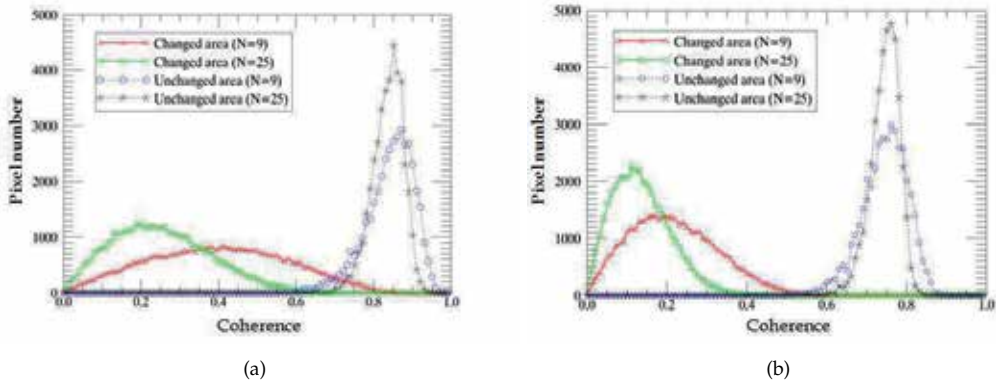 5000
4000
3000
2000
1000
0
Pixel number
Changed area (N=9)
Changed area (N=25)
Unchanged area (N=9)
Unchanged area (N=25)
0.0 0.2 0.4 0.6 0.8 1.0
Coherence
(a)
5000
4000
3000
2000
1000
0
Pixel number
Changed area (N=9)
Changed area (N=25)
Unchanged area (N=9)
Unchanged area (N=25)
0.0 0.2 0.4 0.6 0.8 1.0
Coherence
(b)